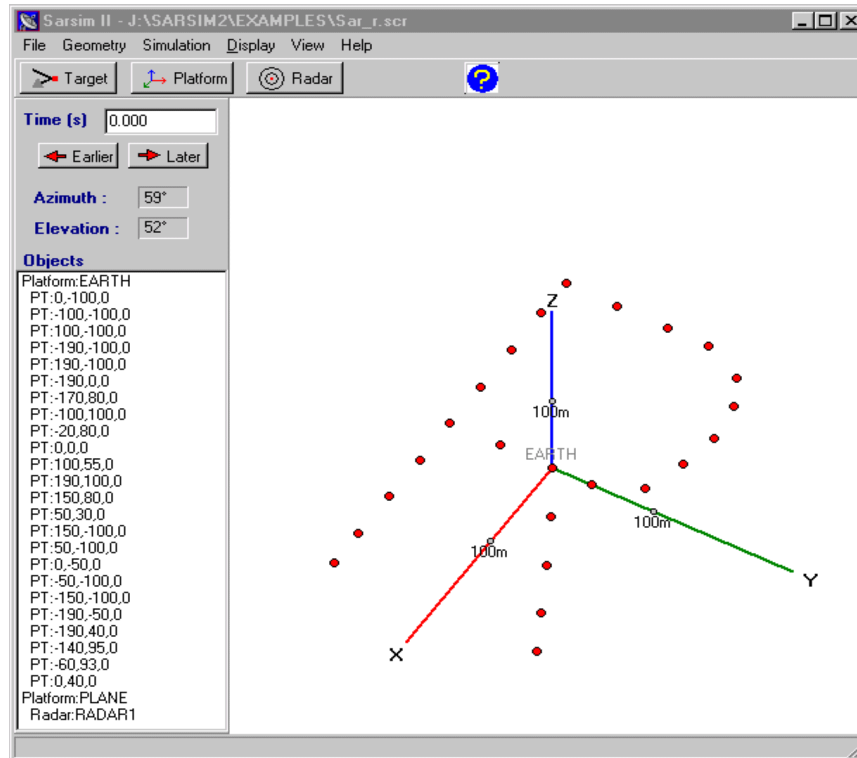 Sarsim II - J:\SARSIM2\EXAMPLES\Sar_r.scr
File Geometry Simulation Display View Help
Target Platform Radar ?
Time (s) 0.000
Earlier Later
Azimuth : 59°
Elevation : 52°
Objects
Platform:EARTH
PT:0,-100,0
PT:-100,-100,0
PT:100,-100,0
PT:-190,-100,0
PT:190,-100,0
PT:-190,0,0
PT:-170,80,0
PT:-100,100,0
PT:-20,80,0
PT:0,0,0
PT:100,55,0
PT:190,100,0
PT:150,80,0
PT:50,30,0
PT:150,-100,0
PT:50,-100,0
PT:0,-50,0
PT:-50,-100,0
PT:-150,-100,0
PT:-190,-50,0
PT:-190,40,0
PT:-140,95,0
PT:-60,93,0
PT:0,40,0
Platform:PLANE
Radar:RADAR1
Z
100m
EARTH
100m
100m
Y
X